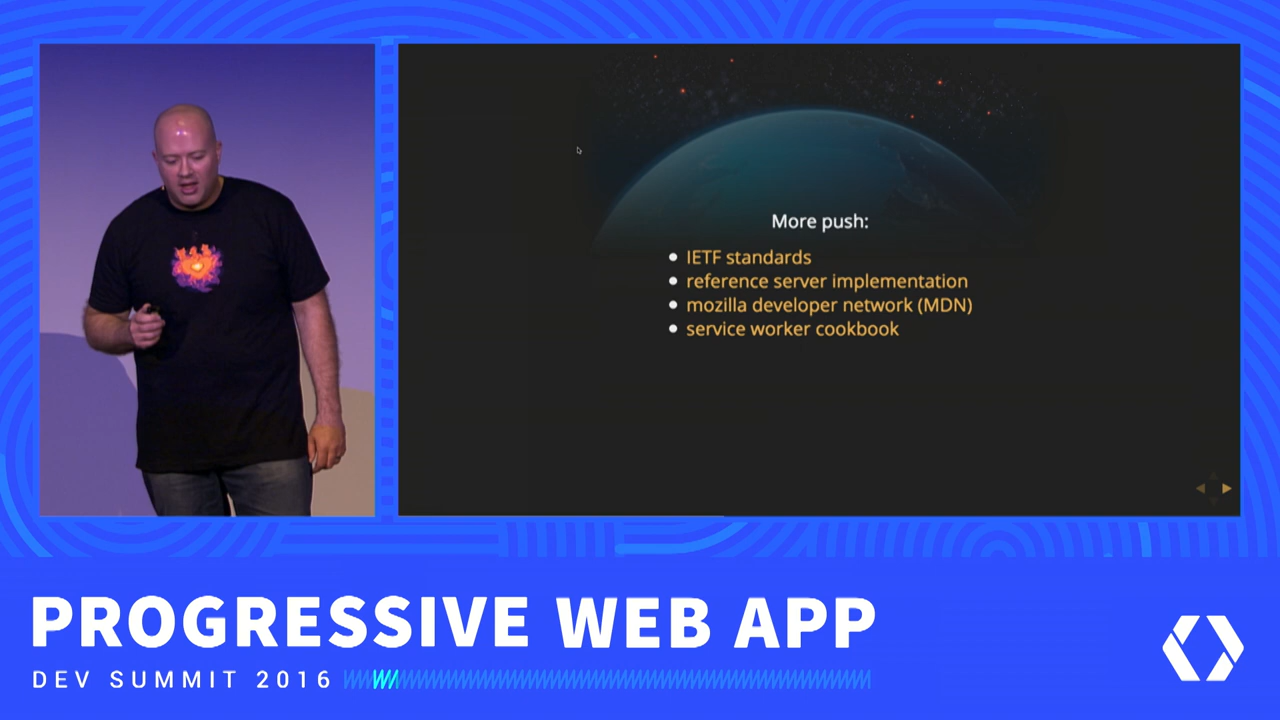 More push:
IETF standards
reference server implementation
mozilla developer network (MDN)
service worker cookbook
PROGRESSIVE WEB APP
DEV SUMMIT 2016